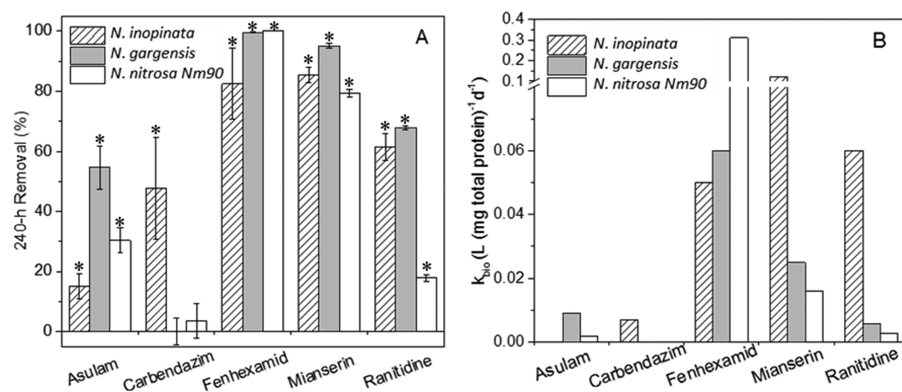 A
N. inopinata
N. gargensis
N. nitrosa Nm90
240-h Removal (%)
100
80
60
40
20
0
* * * * * * * * * * * * *
Asulam
Carbendazim
Fenhexamid
Mianserin
Ranitidine
B
N. inopinata
N. gargensis
N. nitrosa Nm90
k_bio (L (mg total protein)⁻¹ d⁻¹)
0.4
0.3
0.2
0.1
0.06
0.04
0.02
0.00
Asulam
Carbendazim
Fenhexamid
Mianserin
Ranitidine